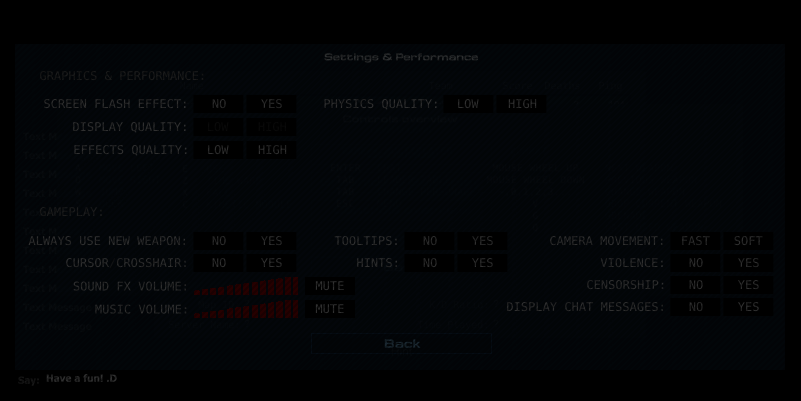 Settings & Performance
GRAPHICS & PERFORMANCE:
SCREEN FLASH EFFECT: NO YES PHYSICS QUALITY: LOW HIGH
DISPLAY QUALITY: LOW HIGH
EFFECTS QUALITY: LOW HIGH
GAMEPLAY:
ALWAYS USE NEW WEAPON: NO YES TOOLTIPS: NO YES CAMERA MOVEMENT: FAST SOFT
CURSOR/CROSSHAIR: NO YES HINTS: NO YES VIOLENCE: NO YES
SOUND FX VOLUME: MUTE CENSORSHIP: NO YES
MUSIC VOLUME: MUTE DISPLAY CHAT MESSAGES: NO YES
Back
Say: Have a fun! .D